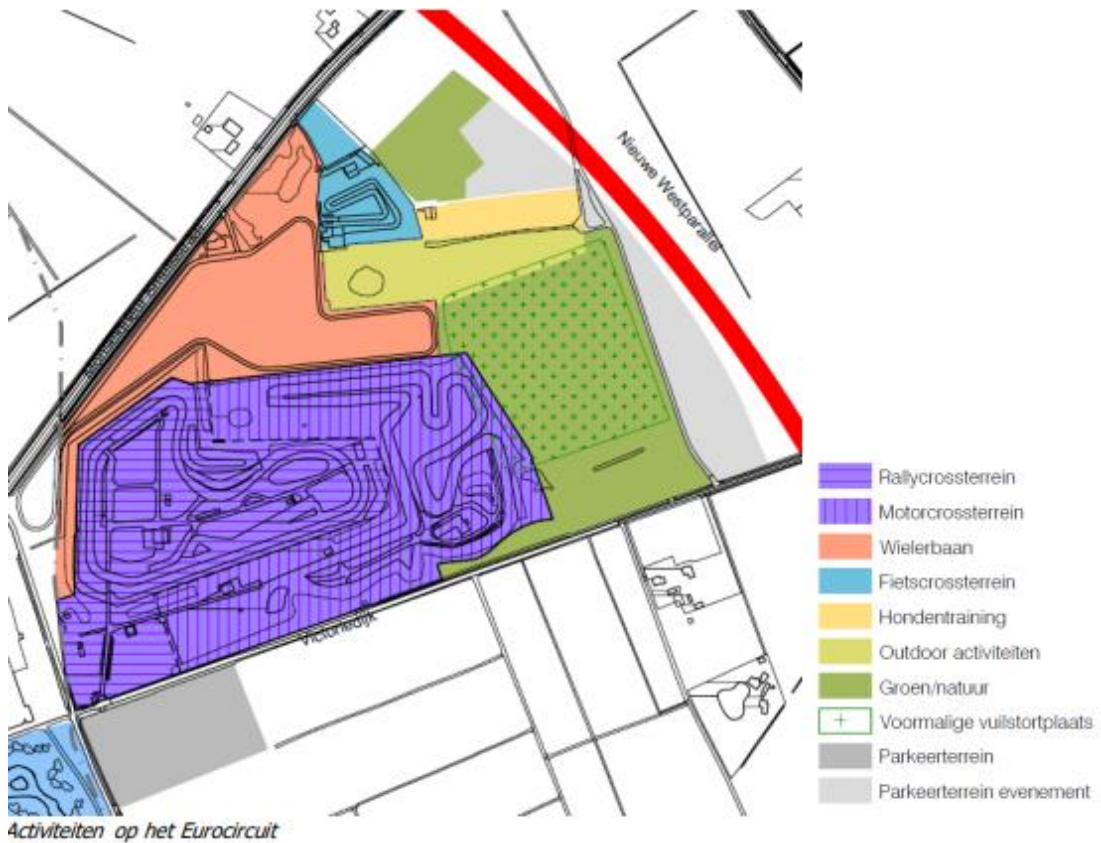 Nieuwe Westparallel
Victoriedijk
Rallycrossterrein
Motorcrossterrein
Wielerbaan
Fietscrossterrein
Hondentraining
Outdoor activiteiten
Groen/natuur
Voormalige vuilstortplaats
Parkeerterrein
Parkeerterrein evenement
Activiteiten op het Eurocircuit